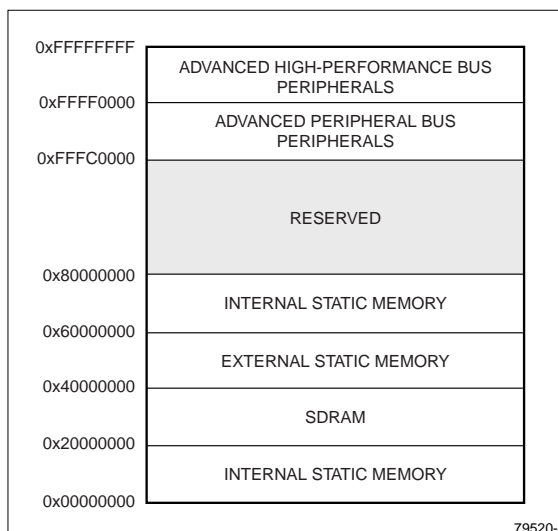 0xFFFFFFFF
ADVANCED HIGH-PERFORMANCE BUS
PERIPHERALS
0xFFFF0000
ADVANCED PERIPHERAL BUS
PERIPHERALS
0xFFFC0000
RESERVED
0x80000000
INTERNAL STATIC MEMORY
0x60000000
EXTERNAL STATIC MEMORY
0x40000000
SDRAM
0x20000000
INTERNAL STATIC MEMORY
0x00000000
79520-